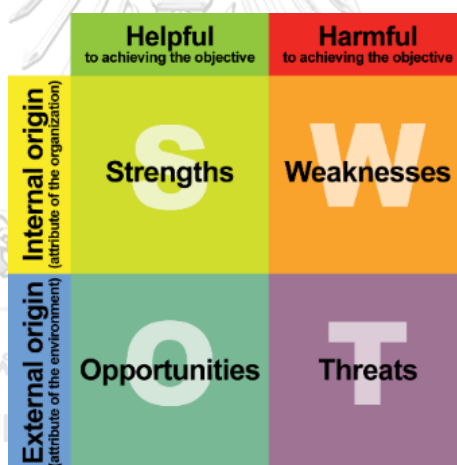 Helpful
to achieving the objective
Harmful
to achieving the objective
Internal origin
(attribute of the organization)
S
Strengths
W
Weaknesses
External origin
(attribute of the environment)
O
Opportunities
T
Threats